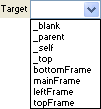 Target
_blank
_parent
_self
_top
bottomFrame
mainFrame
leftFrame
topFrame